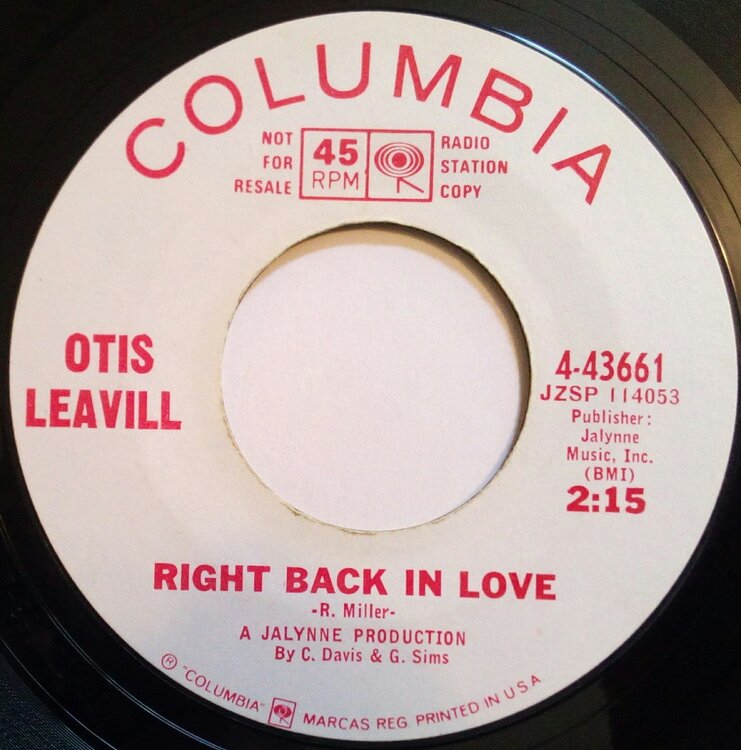 COLUMBIA
NOT
FOR
RESALE
45
RPM
RADIO
STATION
COPY
OTIS
LEAVILL
4-43661
JZSP 114053
Publisher:
Jalynne
Music, Inc.
(BMI)
2:15
RIGHT BACK IN LOVE
-R. Miller-
A JALYNNE PRODUCTION
By C. Davis & G. Sims
Ⓡ "COLUMBIA" MARCAS REG. PRINTED IN U S A